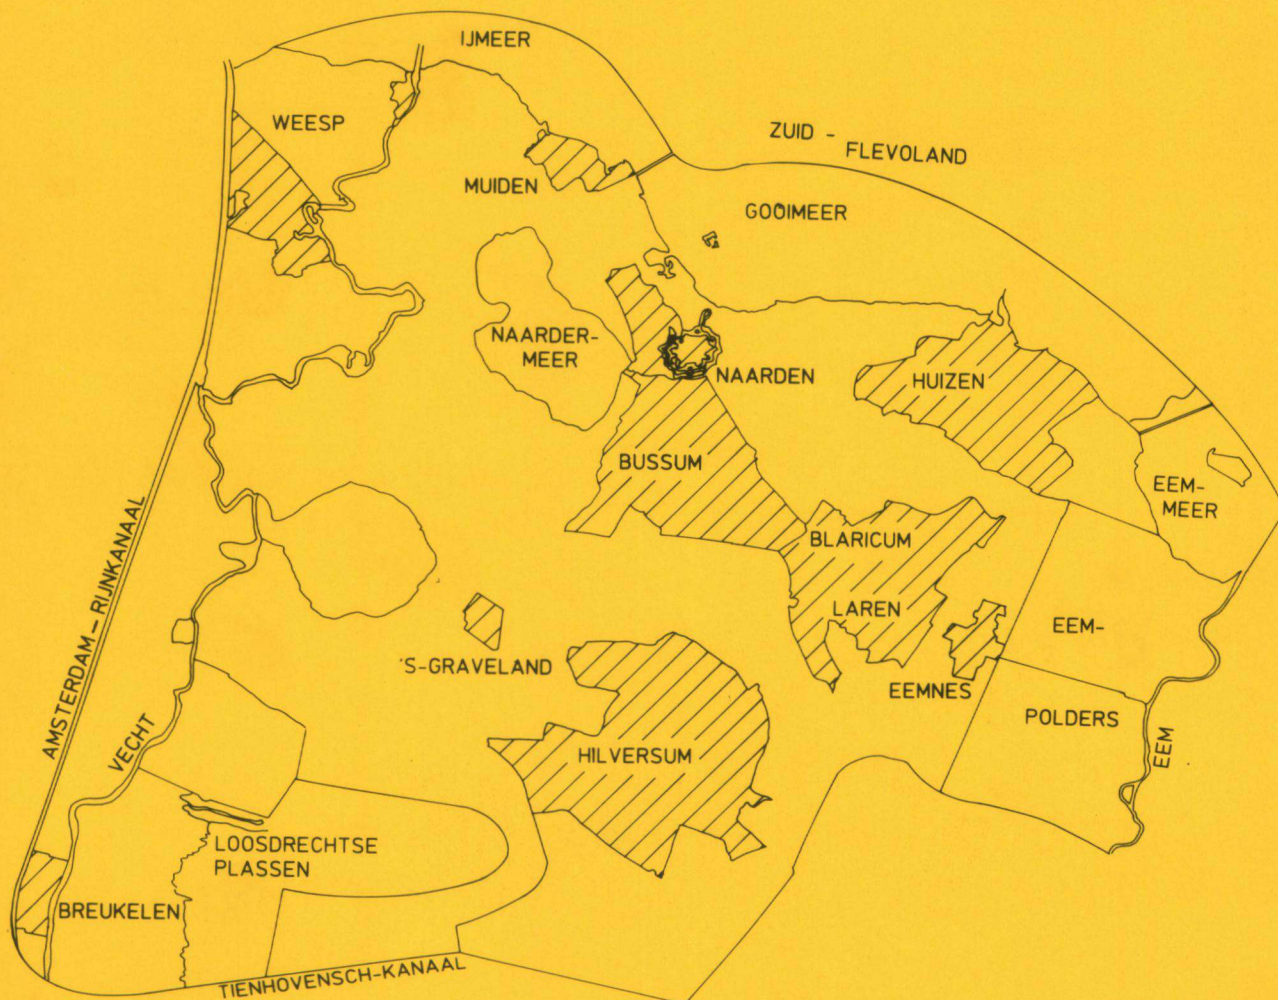 IJMEER
WEESP
ZUID -
FLEVOLAND
MUIDEN
GOOIMEER
NAARDER-
MEER
NAARDEN
HUIZEN
BUSSUM
EEM-
MEER
BLARICUM
AMSTERDAM - RIJNKANAAL
LAREN
EEM-
'S-GRAVELAND
EEMNES
POLDERS
VECHT
EEM
HILVERSUM
LOOSDRECHTSE
PLASSEN
BREUKELEN
TIENHOVENSCH-KANAAL